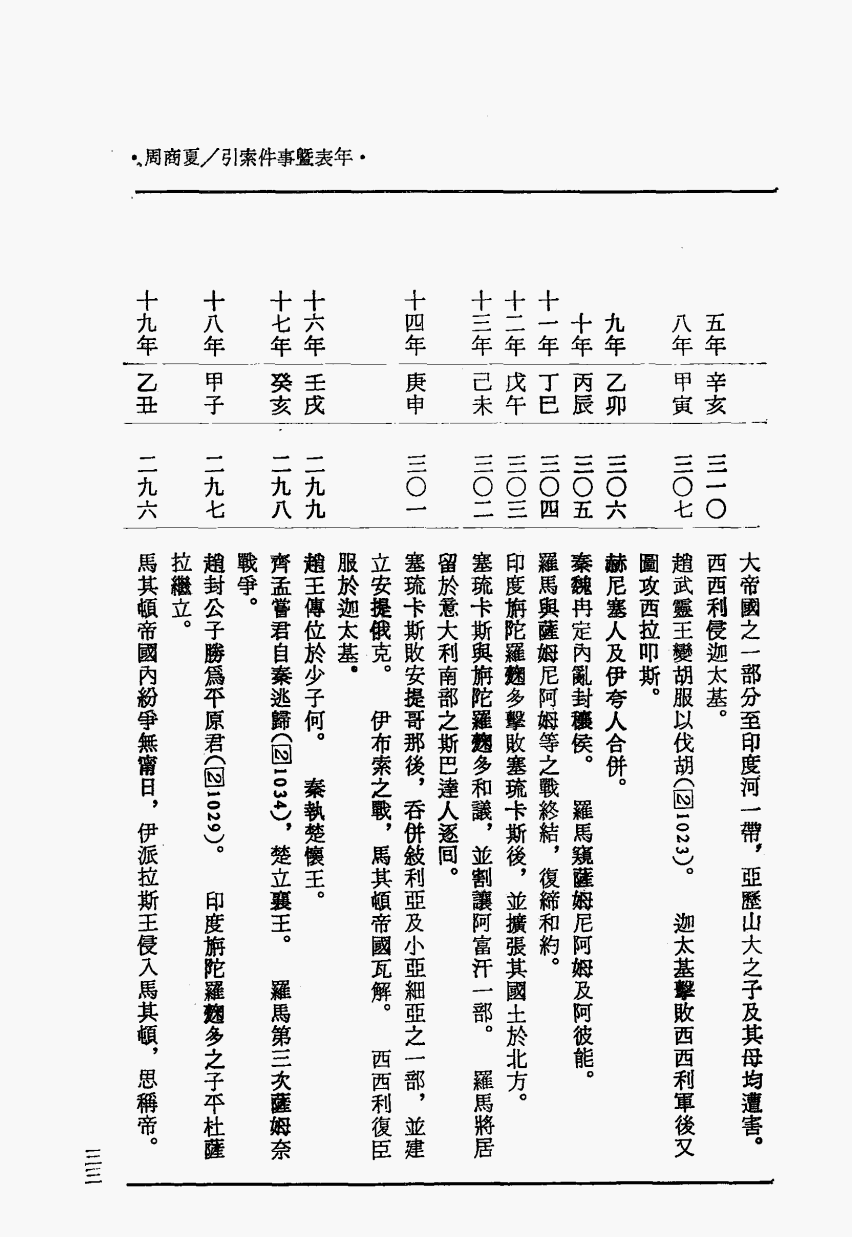 •年表暨事件索引／夏商周•
大帝國之一部分至印度河一帶，亞歷山大之子及其母均遭害。
五年 辛亥 三一〇 西西利侵迦太基。
八年 甲寅 三〇七 趙武靈王變胡服以伐胡(②1023)。 迦太基擊敗西西利軍後又
圖攻西拉叩斯。
九年 乙卯 三〇六 赫尼塞人及伊夸人合併。
十年 丙辰 三〇五 秦魏冉定內亂封穰侯。 羅馬窺薩姆尼阿姆及阿彼能。
十一年 丁巳 三〇四 羅馬與薩姆尼阿姆等之戰終結，復締和約。
十二年 戊午 三〇三 印度旃陀羅多擊敗塞琉卡斯後，並擴張其國土於北方。
十三年 己未 三〇二 塞琉卡斯與旃陀羅多和議，並割讓阿富汗一部。 羅馬將居
留於意大利南部之斯巴達人逐回。
十四年 庚申 三〇一 塞琉卡斯敗安提哥那後，吞併敍利亞及小亞細亞之一部，並建
立安提俄克。 伊布索之戰，馬其頓帝國瓦解。 西西利復臣
服於迦太基。
十六年 壬戌 二九九 趙王傳位於少子何。 秦執楚懷王。
十七年 癸亥 二九八 齊孟嘗君自秦逃歸(②1034)，楚立襄王。 羅馬第三次薩姆奈
戰爭。
十八年 甲子 二九七 趙封公子勝爲平原君(②1029)。 印度旃陀羅多之子平杜薩
拉繼立。
十九年 乙丑 二九六 馬其頓帝國內紛爭無甯日，伊派拉斯王侵入馬其頓，思稱帝。
三三